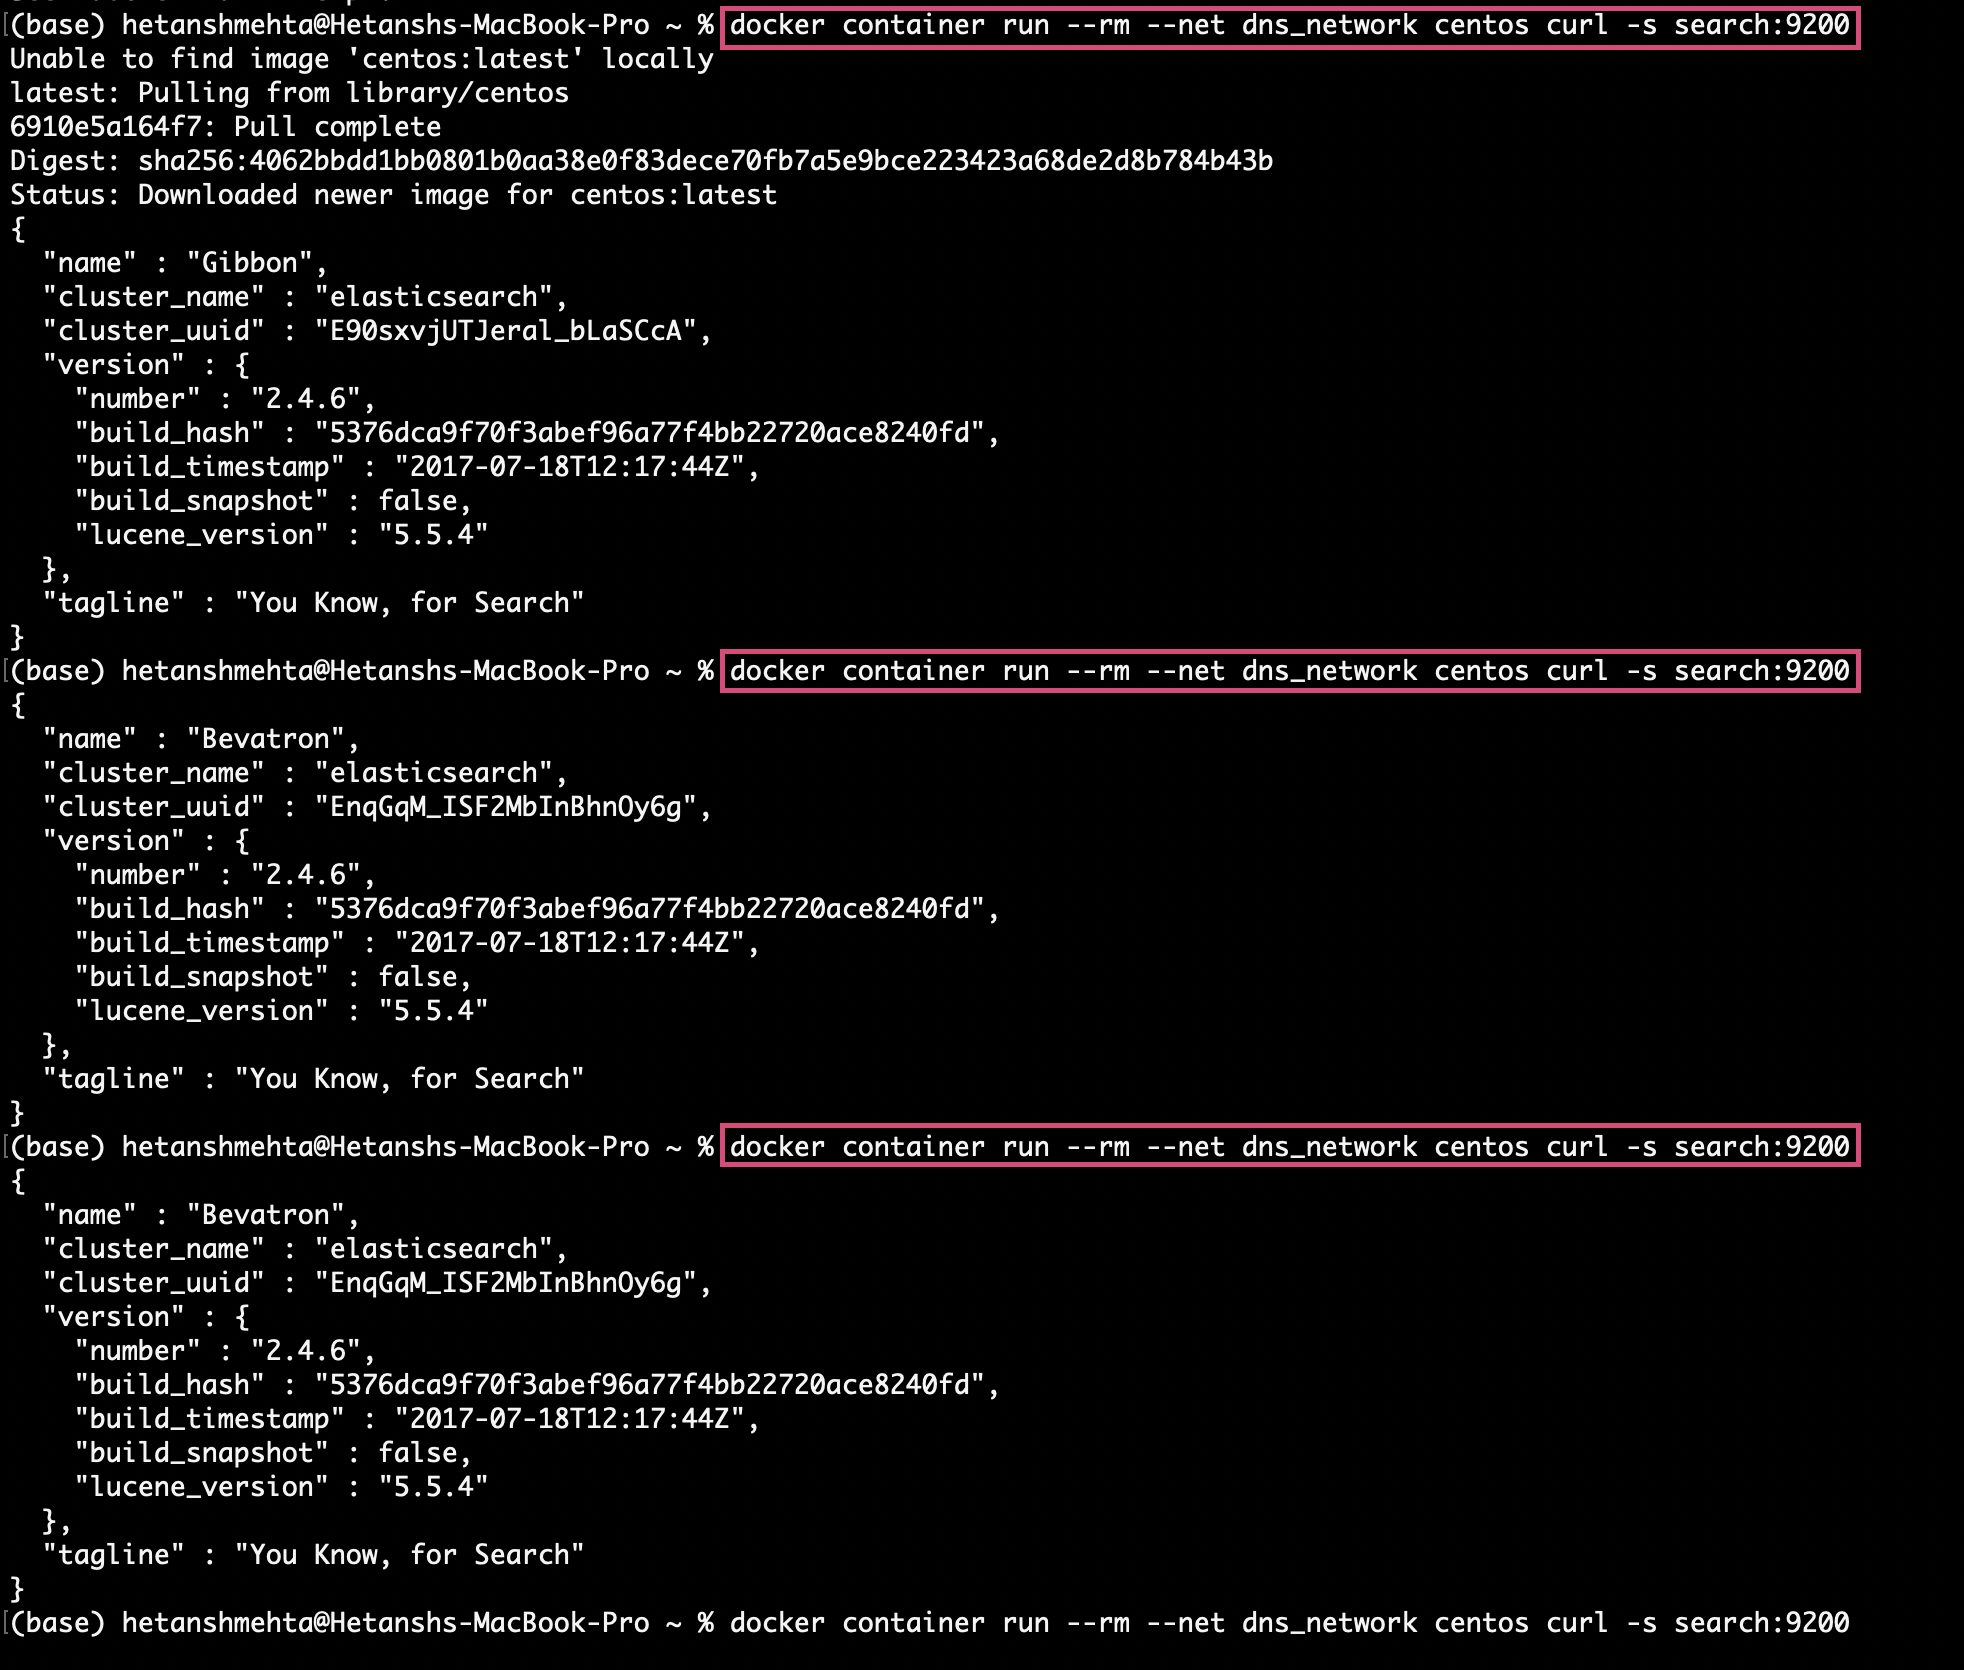 (base) hetanshmehta@Hetanshs-MacBook-Pro ~ % docker container run --rm --net dns_network centos curl -s search:9200
Unable to find image 'centos:latest' locally
latest: Pulling from library/centos
6910e5a164f7: Pull complete
Digest: sha256:4062bbdd1bb0801b0aa38e0f83dece70fb7a5e9bce223423a68de2d8b784b43b
Status: Downloaded newer image for centos:latest
{
  "name" : "Gibbon",
  "cluster_name" : "elasticsearch",
  "cluster_uuid" : "E90sxvjUTJeral_bLaSCcA",
  "version" : {
    "number" : "2.4.6",
    "build_hash" : "5376dca9f70f3abef96a77f4bb22720ace8240fd",
    "build_timestamp" : "2017-07-18T12:17:44Z",
    "build_snapshot" : false,
    "lucene_version" : "5.5.4"
  },
  "tagline" : "You Know, for Search"
}
(base) hetanshmehta@Hetanshs-MacBook-Pro ~ % docker container run --rm --net dns_network centos curl -s search:9200
{
  "name" : "Bevatron",
  "cluster_name" : "elasticsearch",
  "cluster_uuid" : "EnqGqM_ISF2MbInBhnOy6g",
  "version" : {
    "number" : "2.4.6",
    "build_hash" : "5376dca9f70f3abef96a77f4bb22720ace8240fd",
    "build_timestamp" : "2017-07-18T12:17:44Z",
    "build_snapshot" : false,
    "lucene_version" : "5.5.4"
  },
  "tagline" : "You Know, for Search"
}
(base) hetanshmehta@Hetanshs-MacBook-Pro ~ % docker container run --rm --net dns_network centos curl -s search:9200
{
  "name" : "Bevatron",
  "cluster_name" : "elasticsearch",
  "cluster_uuid" : "EnqGqM_ISF2MbInBhnOy6g",
  "version" : {
    "number" : "2.4.6",
    "build_hash" : "5376dca9f70f3abef96a77f4bb22720ace8240fd",
    "build_timestamp" : "2017-07-18T12:17:44Z",
    "build_snapshot" : false,
    "lucene_version" : "5.5.4"
  },
  "tagline" : "You Know, for Search"
}
(base) hetanshmehta@Hetanshs-MacBook-Pro ~ % docker container run --rm --net dns_network centos curl -s search:9200